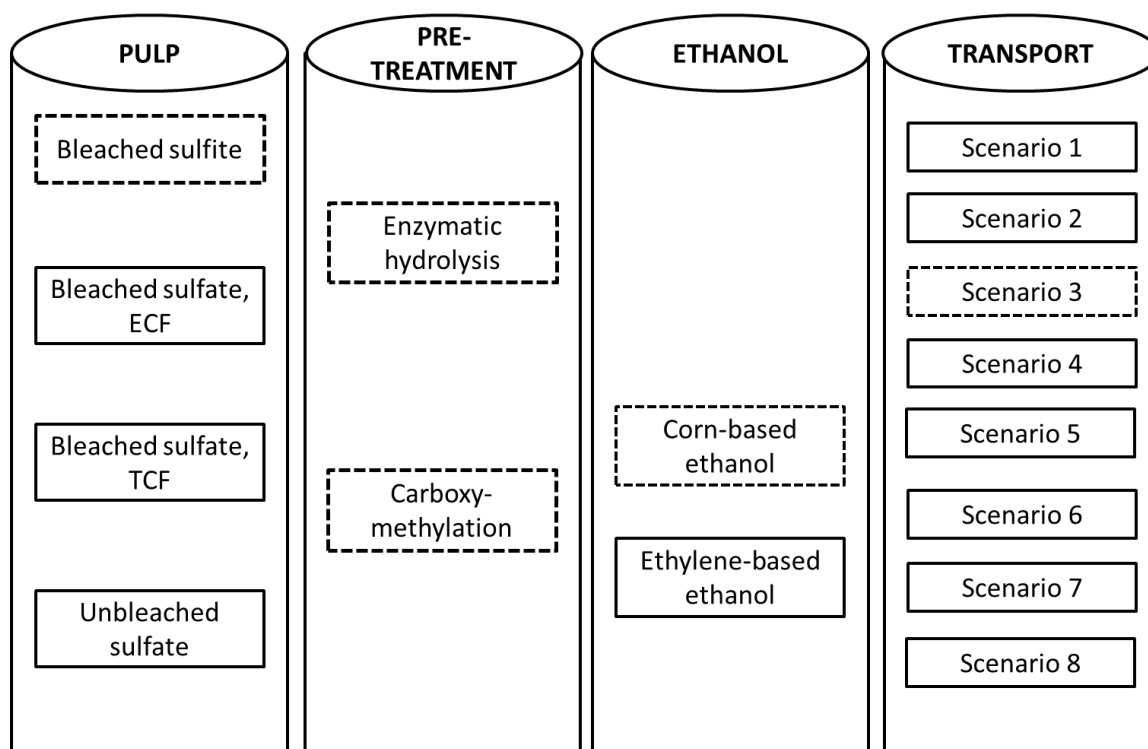 PULP
Bleached sulfite
Bleached sulfate,
ECF
Bleached sulfate,
TCF
Unbleached
sulfate
PRE-
TREATMENT
Enzymatic
hydrolysis
Carboxy-
methylation
ETHANOL
Corn-based
ethanol
Ethylene-based
ethanol
TRANSPORT
Scenario 1
Scenario 2
Scenario 3
Scenario 4
Scenario 5
Scenario 6
Scenario 7
Scenario 8